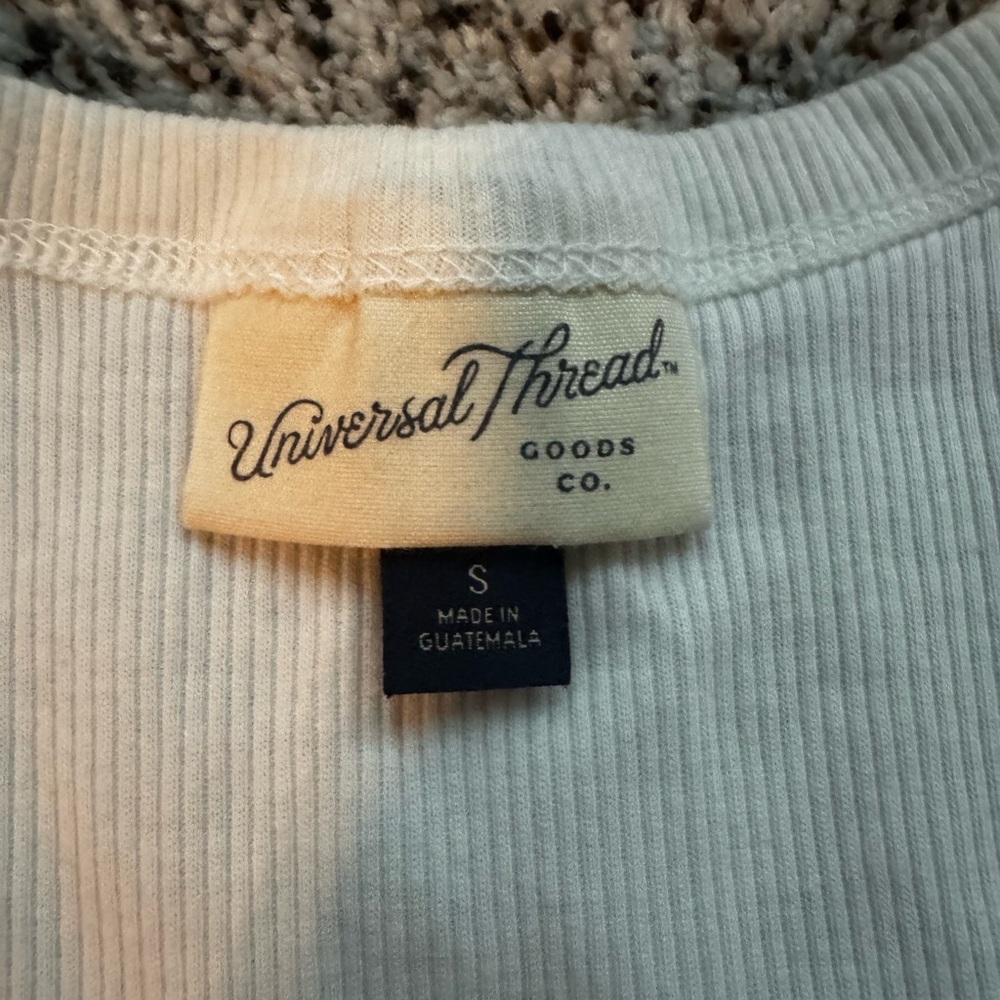 Universal Thread™
GOODS
CO.
S
MADE IN
GUATEMALA